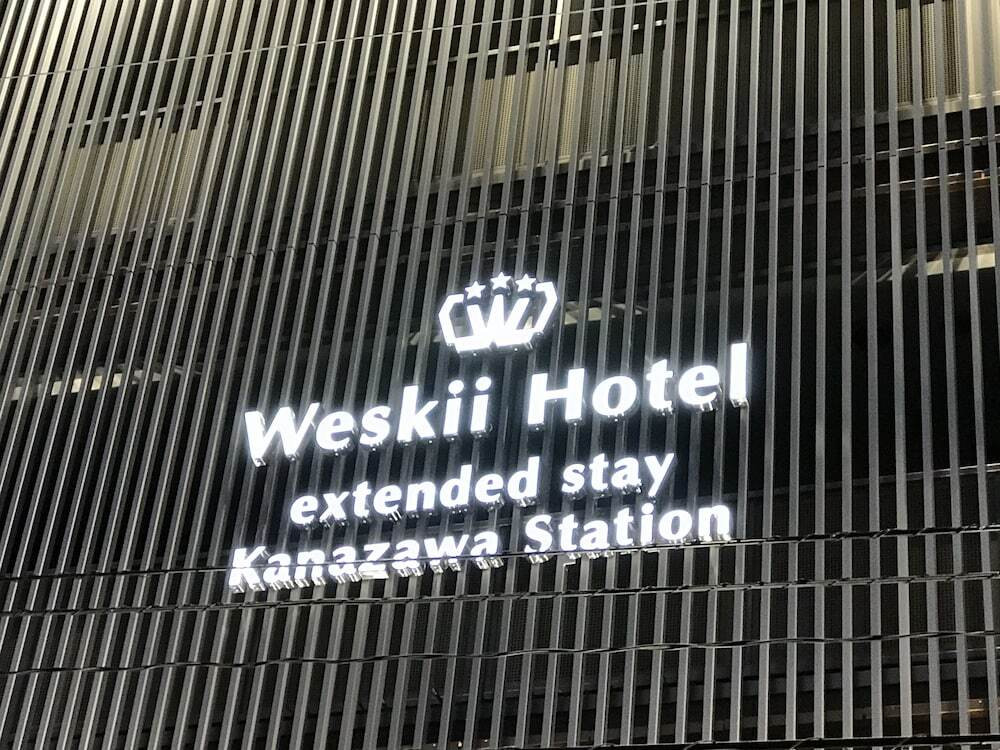 W
Weskii Hotel
extended stay
Kanazawa Station